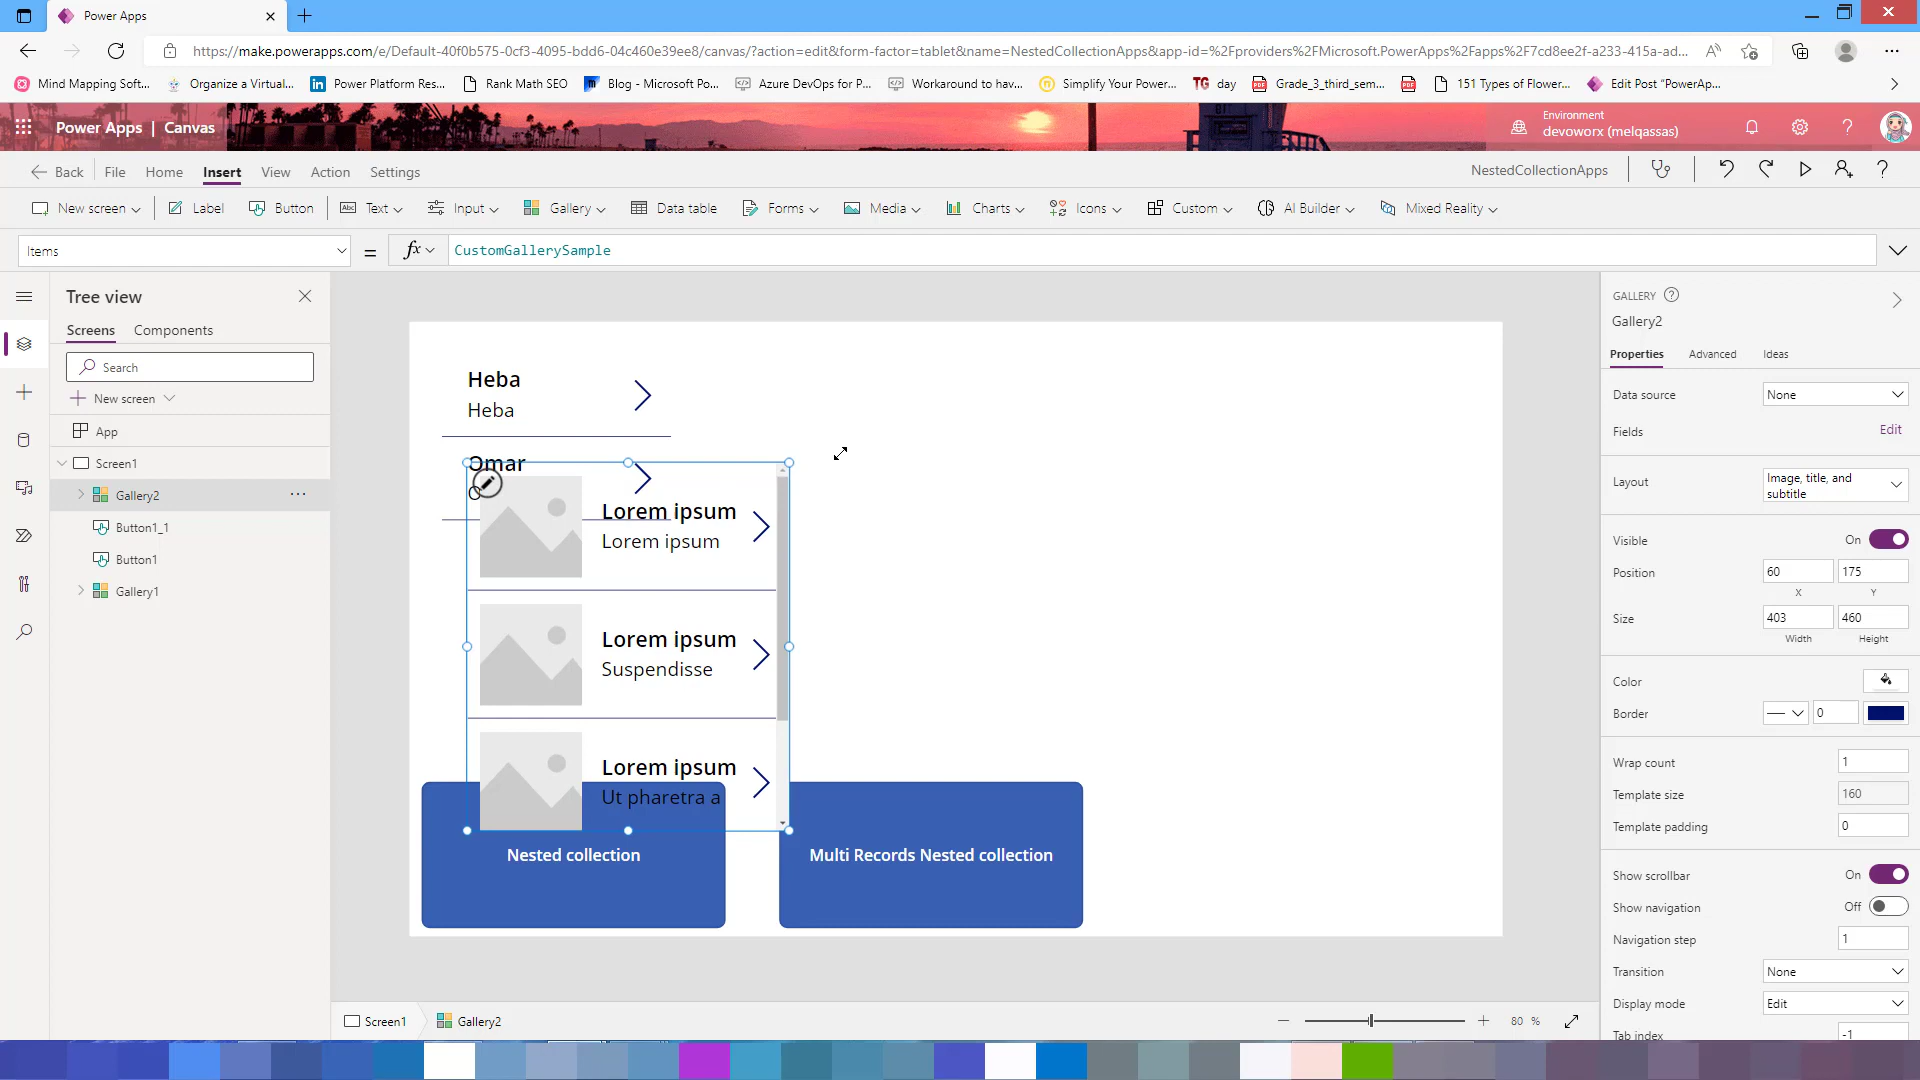 Power Apps
https://make.powerapps.com/e/Default-40f0b575-0cf3-4095-bdd6-04c460e39ee8/canvas/?action=edit&form-factor=tablet&name=NestedCollectionApps&app-id=%2Fproviders%2FMicrosoft.PowerApps%2Fapps%2F7cd8ee2f-a233-415a-ad...
Mind Mapping Soft... Organize a Virtual... Power Platform Res... Rank Math SEO Blog - Microsoft Po... Azure DevOps for P... Workaround to hav... Simplify Your Power... TG day Grade_3_third_sem... PDF 151 Types of Flower... Edit Post “PowerAp...
Power Apps | Canvas
Environment
devoworx (melqassas)
Back File Home Insert View Action Settings NestedCollectionApps
New screen Label Button Text Input Gallery Data table Forms Media Charts Icons Custom AI Builder Mixed Reality
Items = fx CustomGallerySample
Tree view
Screens Components
Search
New screen
App
Screen1
Gallery2
Button1_1
Button1
Gallery1
Heba
Heba
Omar
Lorem ipsum
Lorem ipsum
Lorem ipsum
Suspendisse
Lorem ipsum
Ut pharetra a
Nested collection
Multi Records Nested collection
Screen1 Gallery2
80 %
GALLERY
Gallery2
Properties Advanced Ideas
Data source None
Fields Edit
Layout Image, title, and subtitle
Visible On
Position 60 175
X Y
Size 403 460
Width Height
Color
Border 0
Wrap count 1
Template size 160
Template padding 0
Show scrollbar On
Show navigation Off
Navigation step 1
Transition None
Display mode Edit
Tab index -1